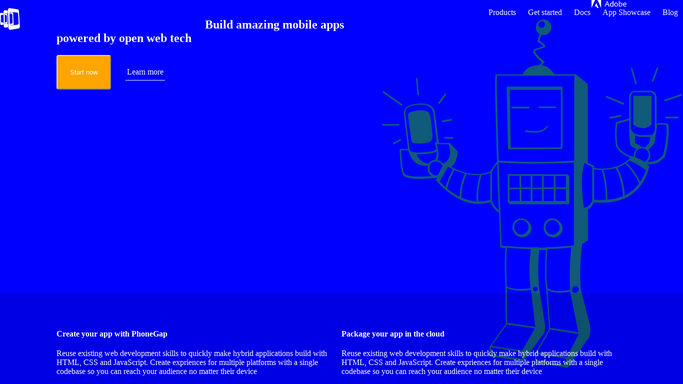 Adobe
Products Get started Docs App Showcase Blog
Build amazing mobile apps
powered by open web tech
Start now
Learn more
Create your app with PhoneGap
Reuse existing web development skills to quickly make hybrid applications build with
HTML, CSS and JavaScript. Create expriences for multiple platforms with a single
codebase so you can reach your audience no matter their device
Package your app in the cloud
Reuse existing web development skills to quickly make hybrid applications build with
HTML, CSS and JavaScript. Create expriences for multiple platforms with a single
codebase so you can reach your audience no matter their device